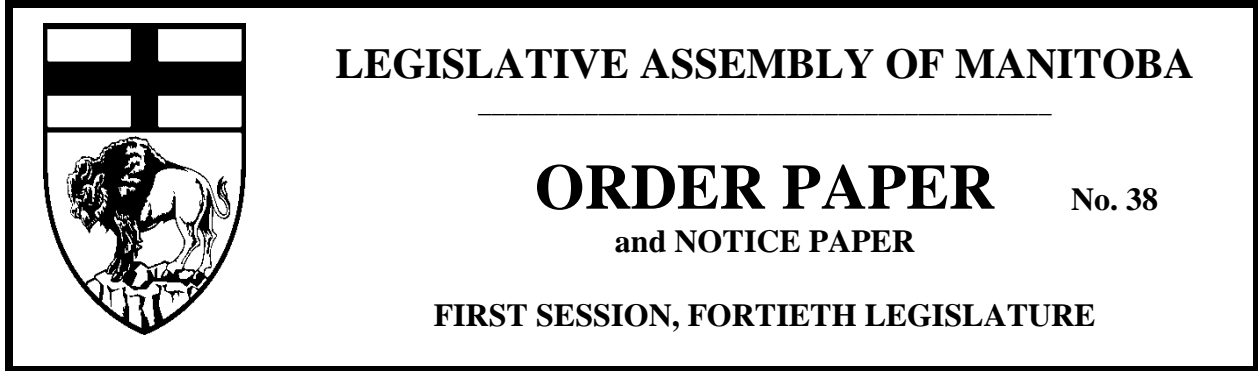 LEGISLATIVE ASSEMBLY OF MANITOBA
ORDER PAPER No. 38
and NOTICE PAPER
FIRST SESSION, FORTIETH LEGISLATURE